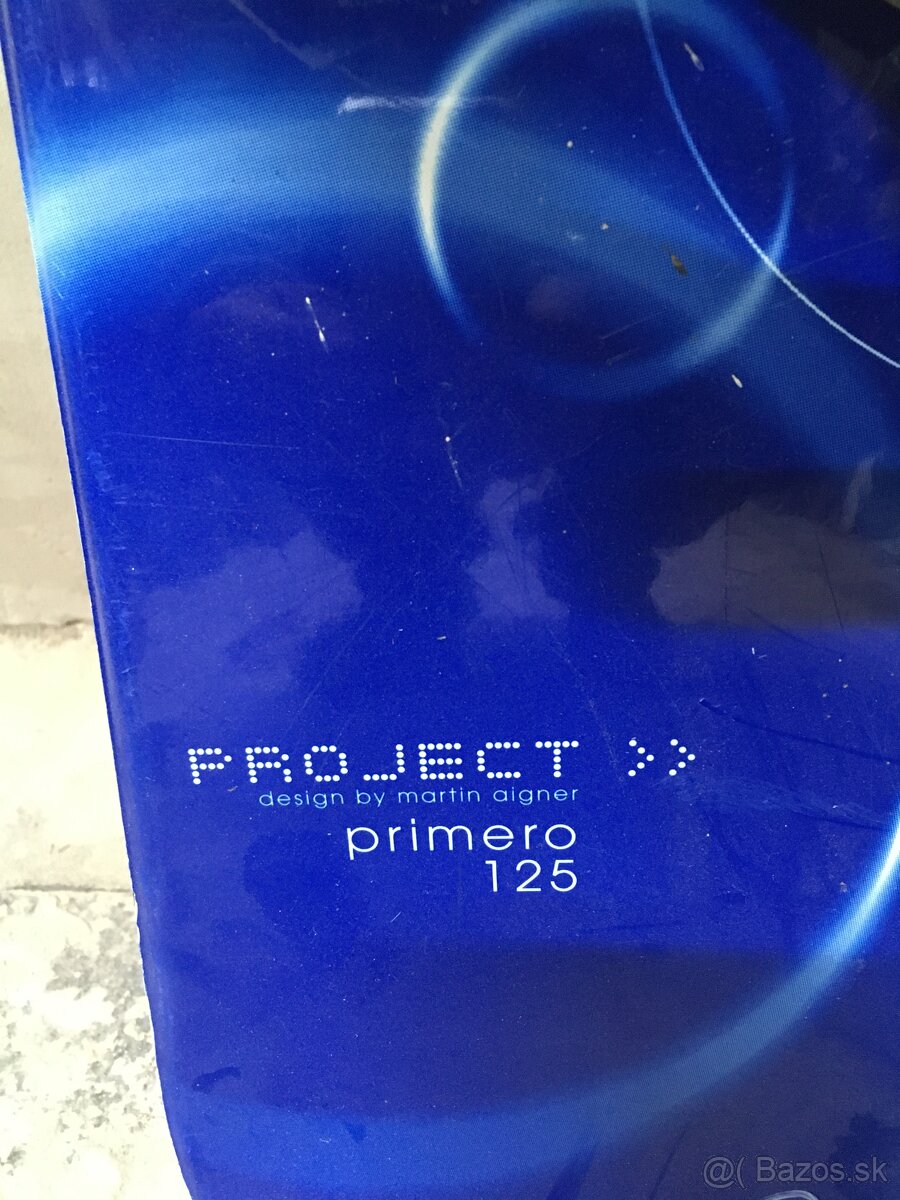 PROJECT >>
design by martin aigner
primero
125
@( Bazos.sk